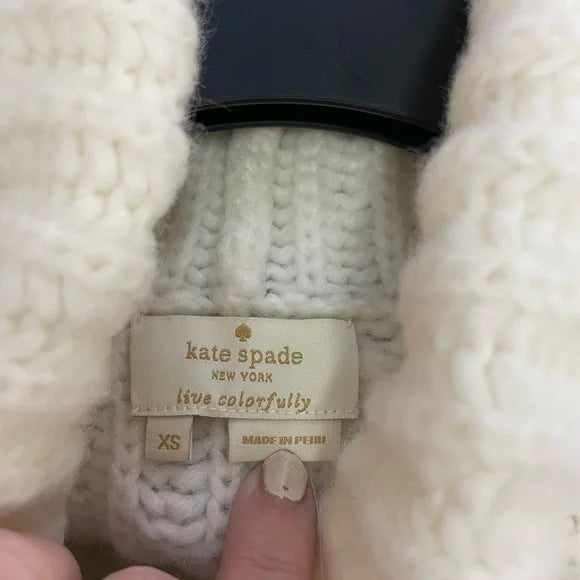 kate spade
NEW YORK
live colorfully
XS
MADE IN PERU